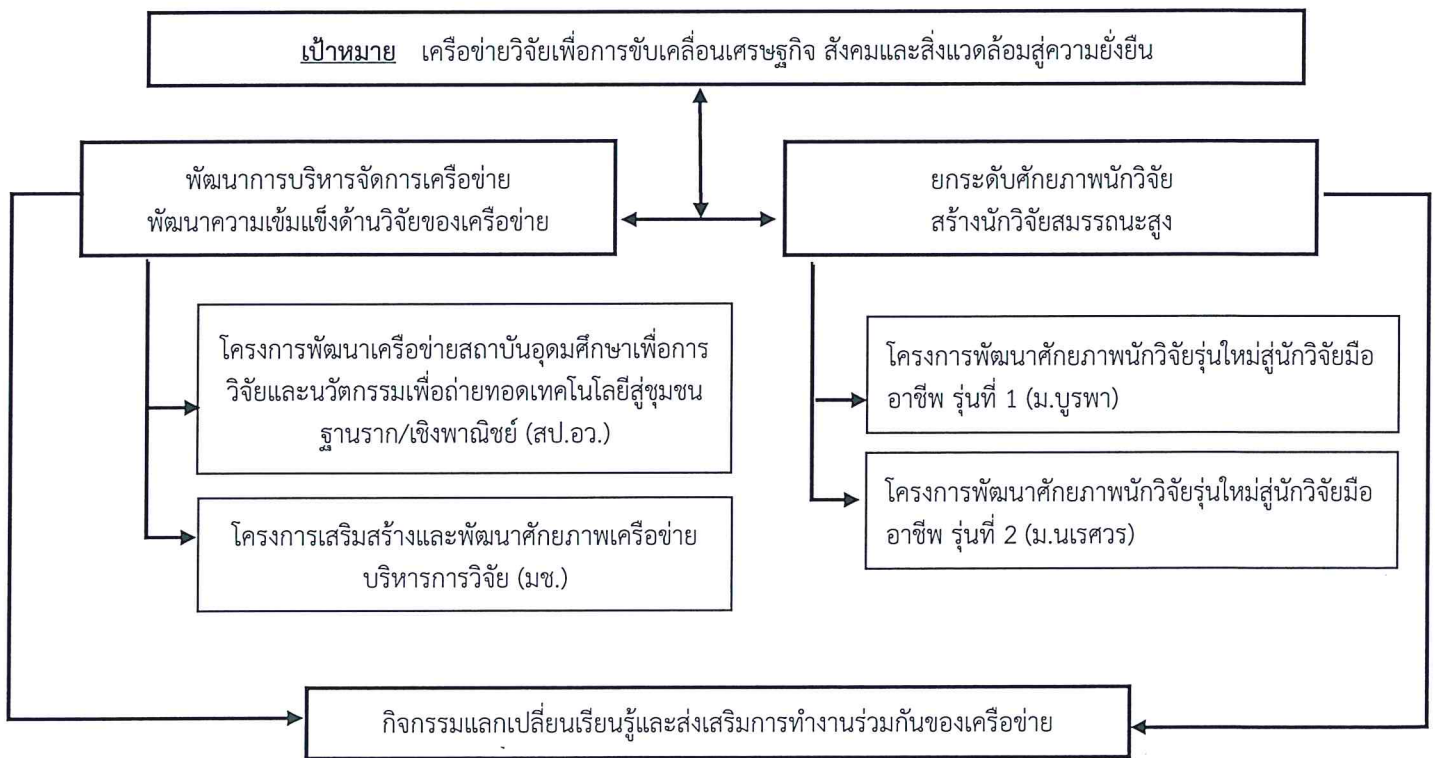 เป้าหมาย เครือข่ายวิจัยเพื่อการขับเคลื่อนเศรษฐกิจ สังคมและสิ่งแวดล้อมสู่ความยั่งยืน
พัฒนาการบริหารจัดการเครือข่าย
พัฒนาความเข้มแข็งด้านวิจัยของเครือข่าย
ยกระดับศักยภาพนักวิจัย
สร้างนักวิจัยสมรรถนะสูง
โครงการพัฒนาเครือข่ายสถาบันอุดมศึกษาเพื่อการ
วิจัยและนวัตกรรมเพื่อถ่ายทอดเทคโนโลยีสู่ชุมชน
ฐานราก/เชิงพาณิชย์ (สป.อว.)
โครงการเสริมสร้างและพัฒนาศักยภาพเครือข่าย
บริหารการวิจัย (มช.)
โครงการพัฒนาศักยภาพนักวิจัยรุ่นใหม่สู่นักวิจัยมือ
อาชีพ รุ่นที่ 1 (ม.บูรพา)
โครงการพัฒนาศักยภาพนักวิจัยรุ่นใหม่สู่นักวิจัยมือ
อาชีพ รุ่นที่ 2 (ม.นเรศวร)
กิจกรรมแลกเปลี่ยนเรียนรู้และส่งเสริมการทำงานร่วมกันของเครือข่าย